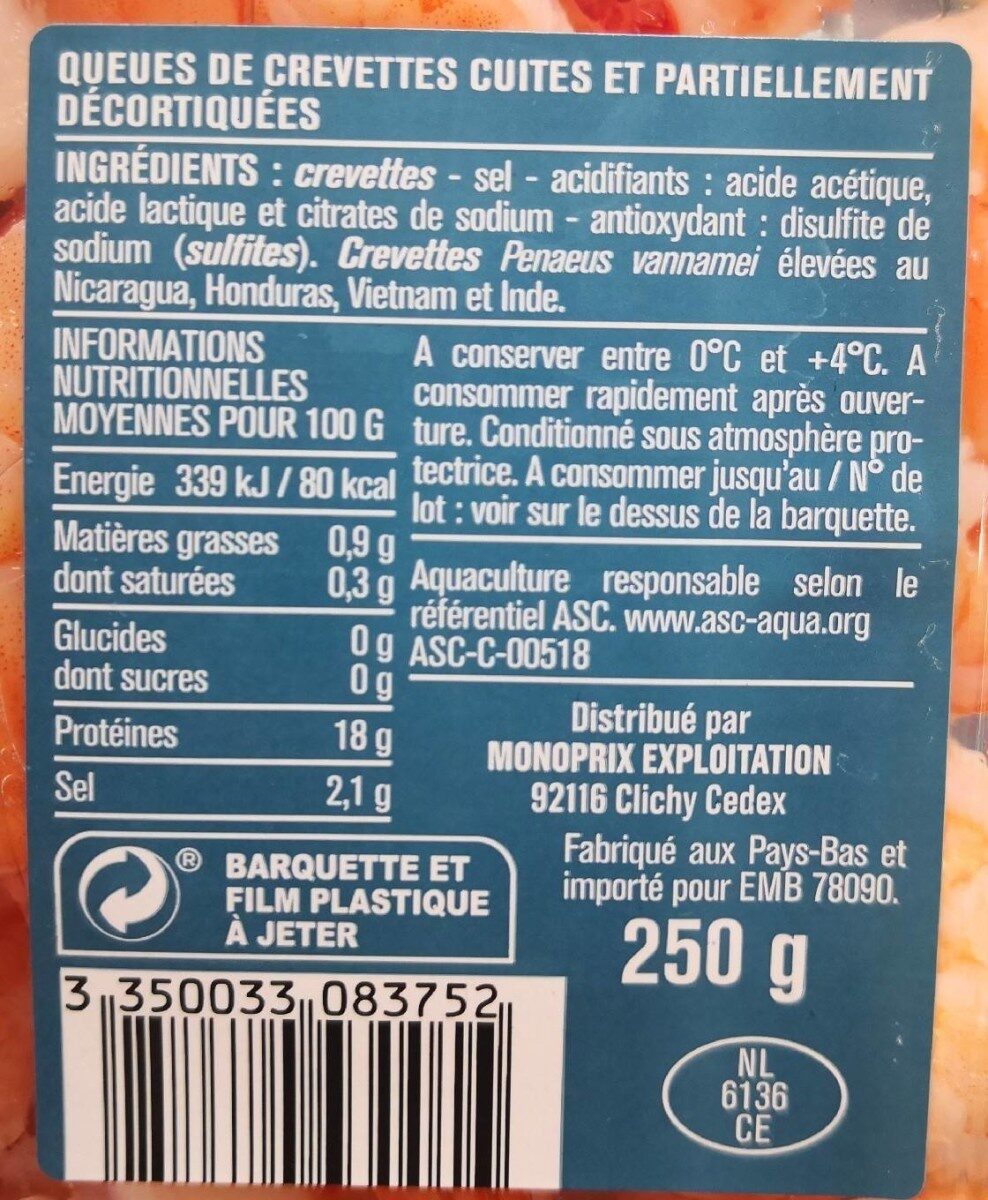 QUEUES DE CREVETTES CUITES ET PARTIELLEMENT
DÉCORTIQUÉES
INGRÉDIENTS : crevettes - sel - acidifiants : acide acétique,
acide lactique et citrates de sodium - antioxydant : disulfite de
sodium (sulfites). Crevettes Penaeus vannamei élevées au
Nicaragua, Honduras, Vietnam et Inde.
INFORMATIONS
NUTRITIONNELLES
MOYENNES POUR 100 G
Energie 339 kJ / 80 kcal
Matières grasses 0,9 g
dont saturées 0,3 g
Glucides 0 g
dont sucres 0 g
Protéines 18 g
Sel 2,1 g
A conserver entre 0°C et +4°C. A
consommer rapidement après ouver-
ture. Conditionné sous atmosphère pro-
tectrice. A consommer jusqu'au / N° de
lot : voir sur le dessus de la barquette.
Aquaculture responsable selon le
référentiel ASC. www.asc-aqua.org
ASC-C-00518
Distribué par
MONOPRIX EXPLOITATION
92116 Clichy Cedex
Fabriqué aux Pays-Bas et
importé pour EMB 78090.
250 g
® BARQUETTE ET
FILM PLASTIQUE
À JETER
3 350033 083752
NL
6136
CE